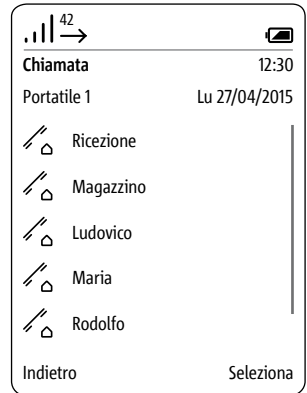 42
Chiamata 12:30
Portatile 1 Lu 27/04/2015
Ricezione
Magazzino
Ludovico
Maria
Rodolfo
Indietro Seleziona